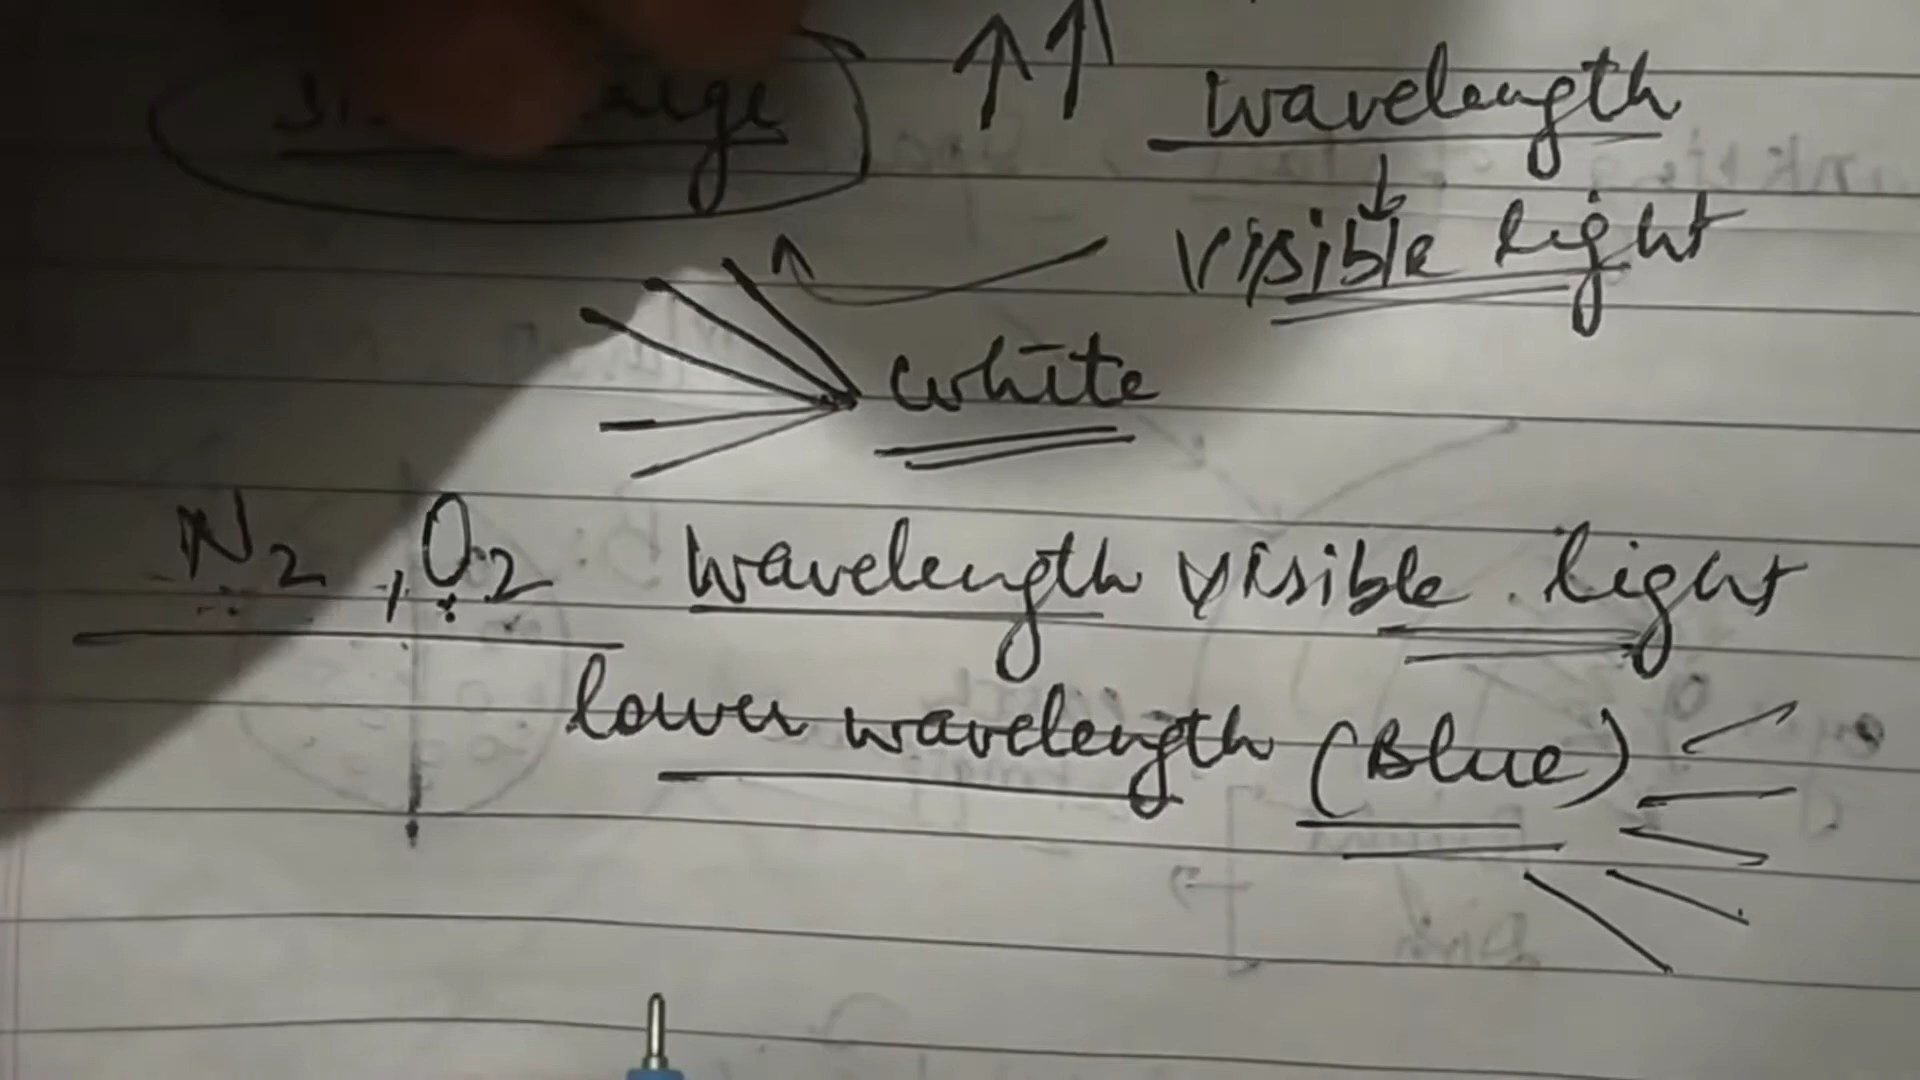 wavelength
visible light
white
N2, O2 wavelength visible light
lower wavelength (Blue)